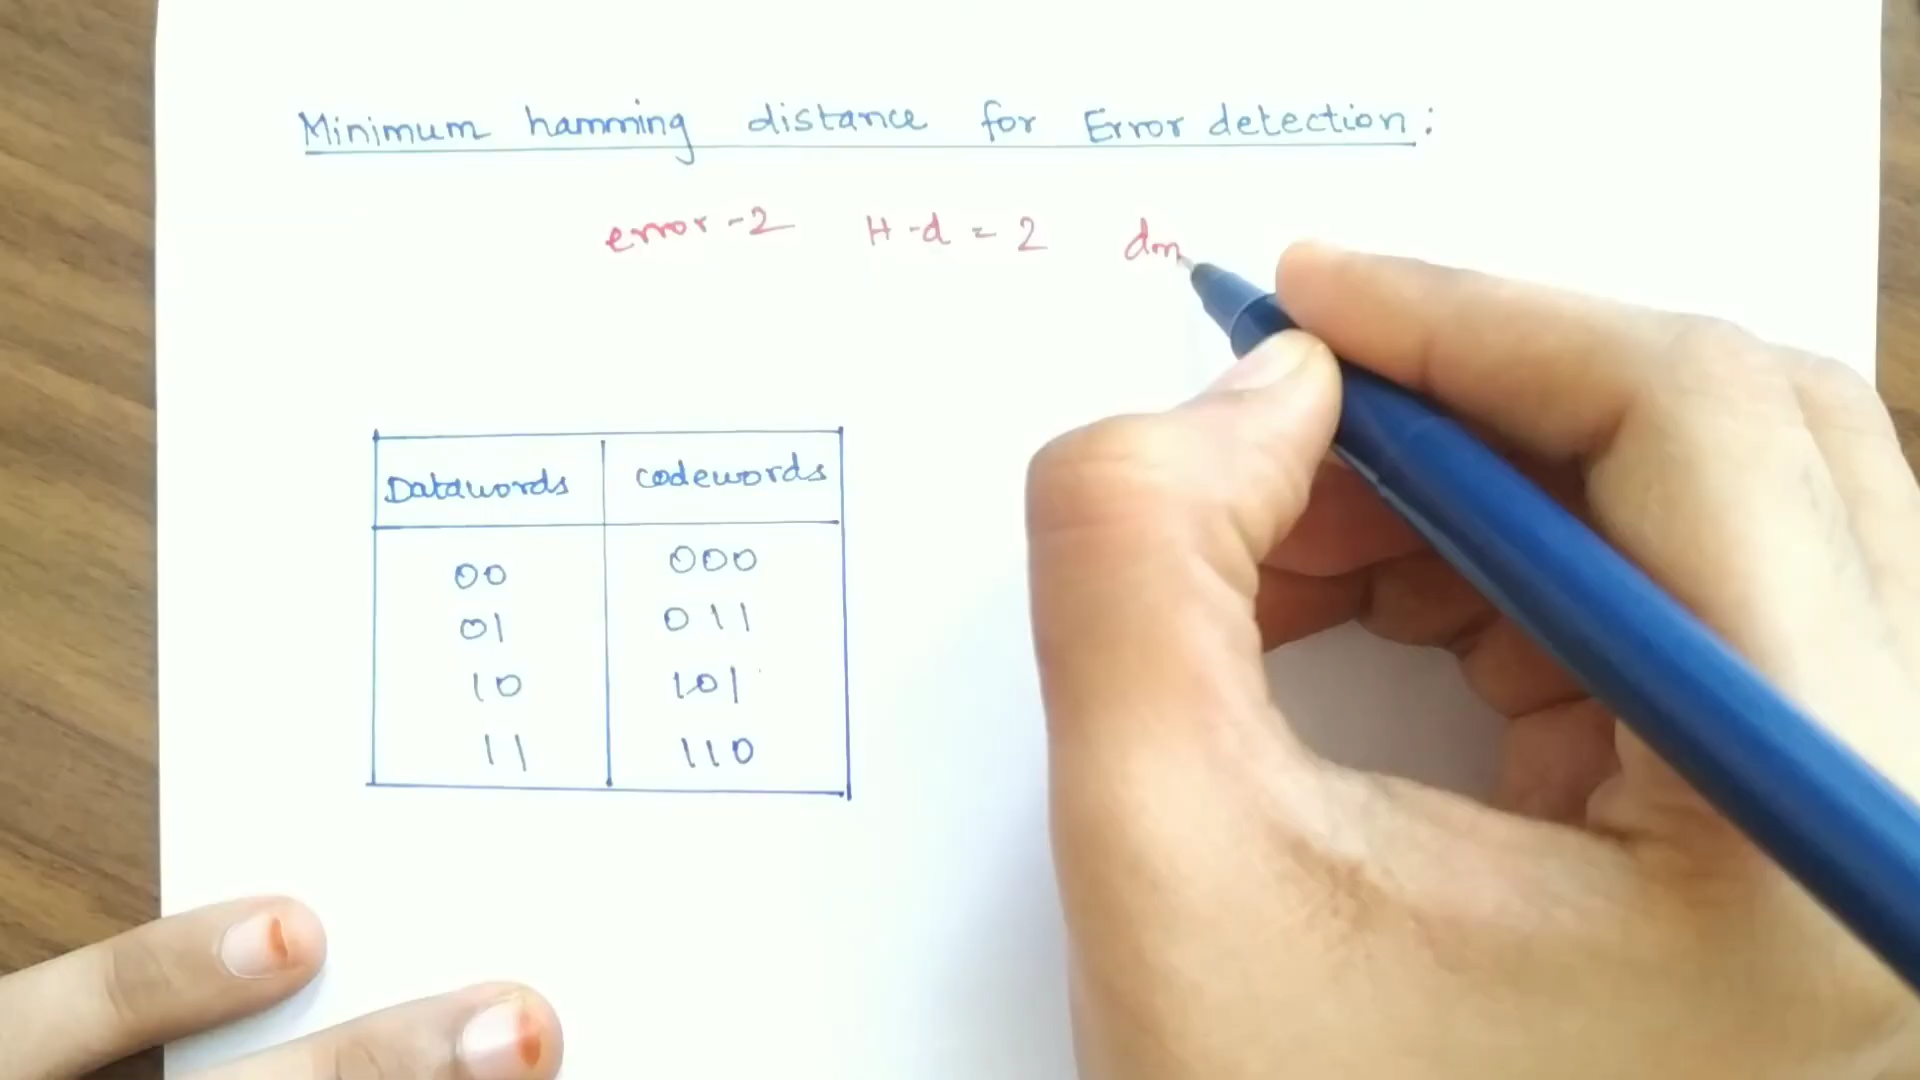 Minimum hamming distance for Error detection:
error-2 H-d = 2 dm
Datawords codewords
00 000
01 011
10 101
11 110